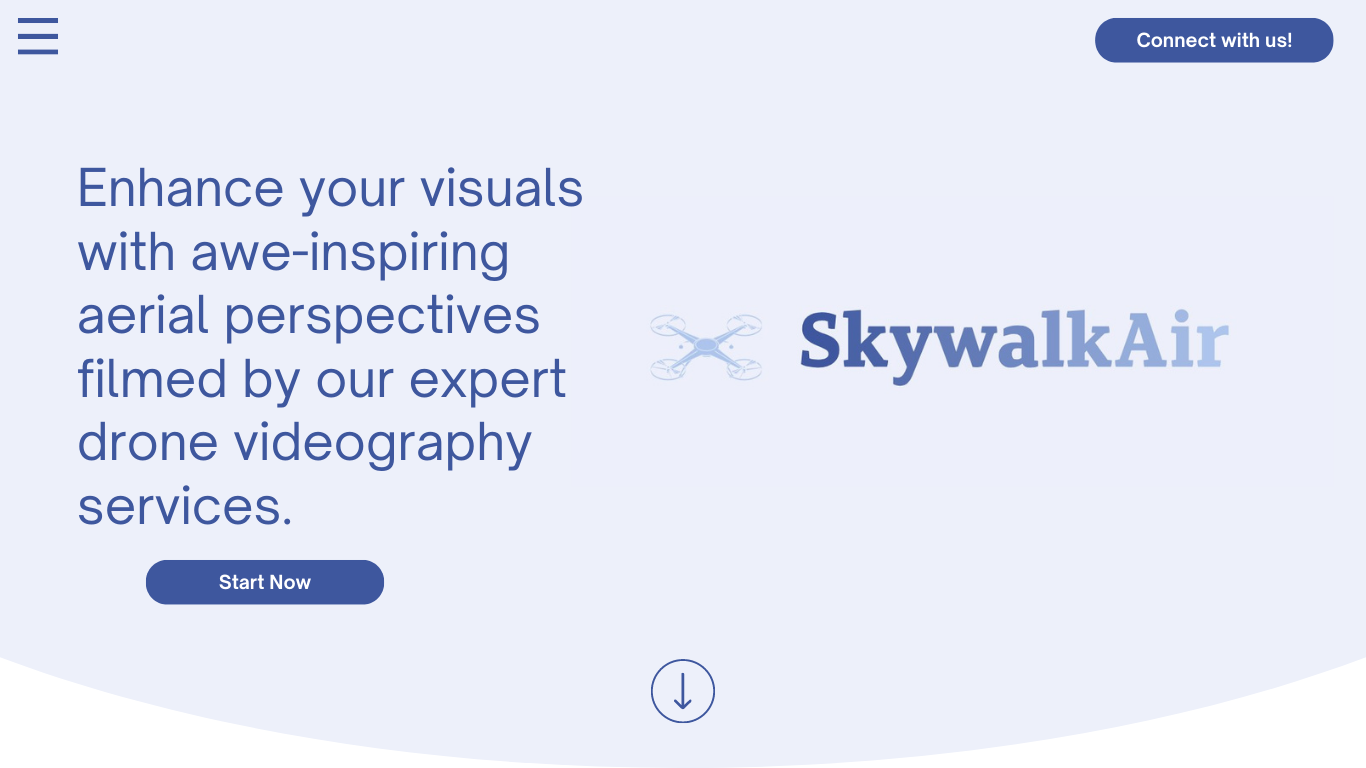 Connect with us!
Enhance your visuals
with awe-inspiring
aerial perspectives
filmed by our expert
drone videography
services.
SkywalkAir
Start Now